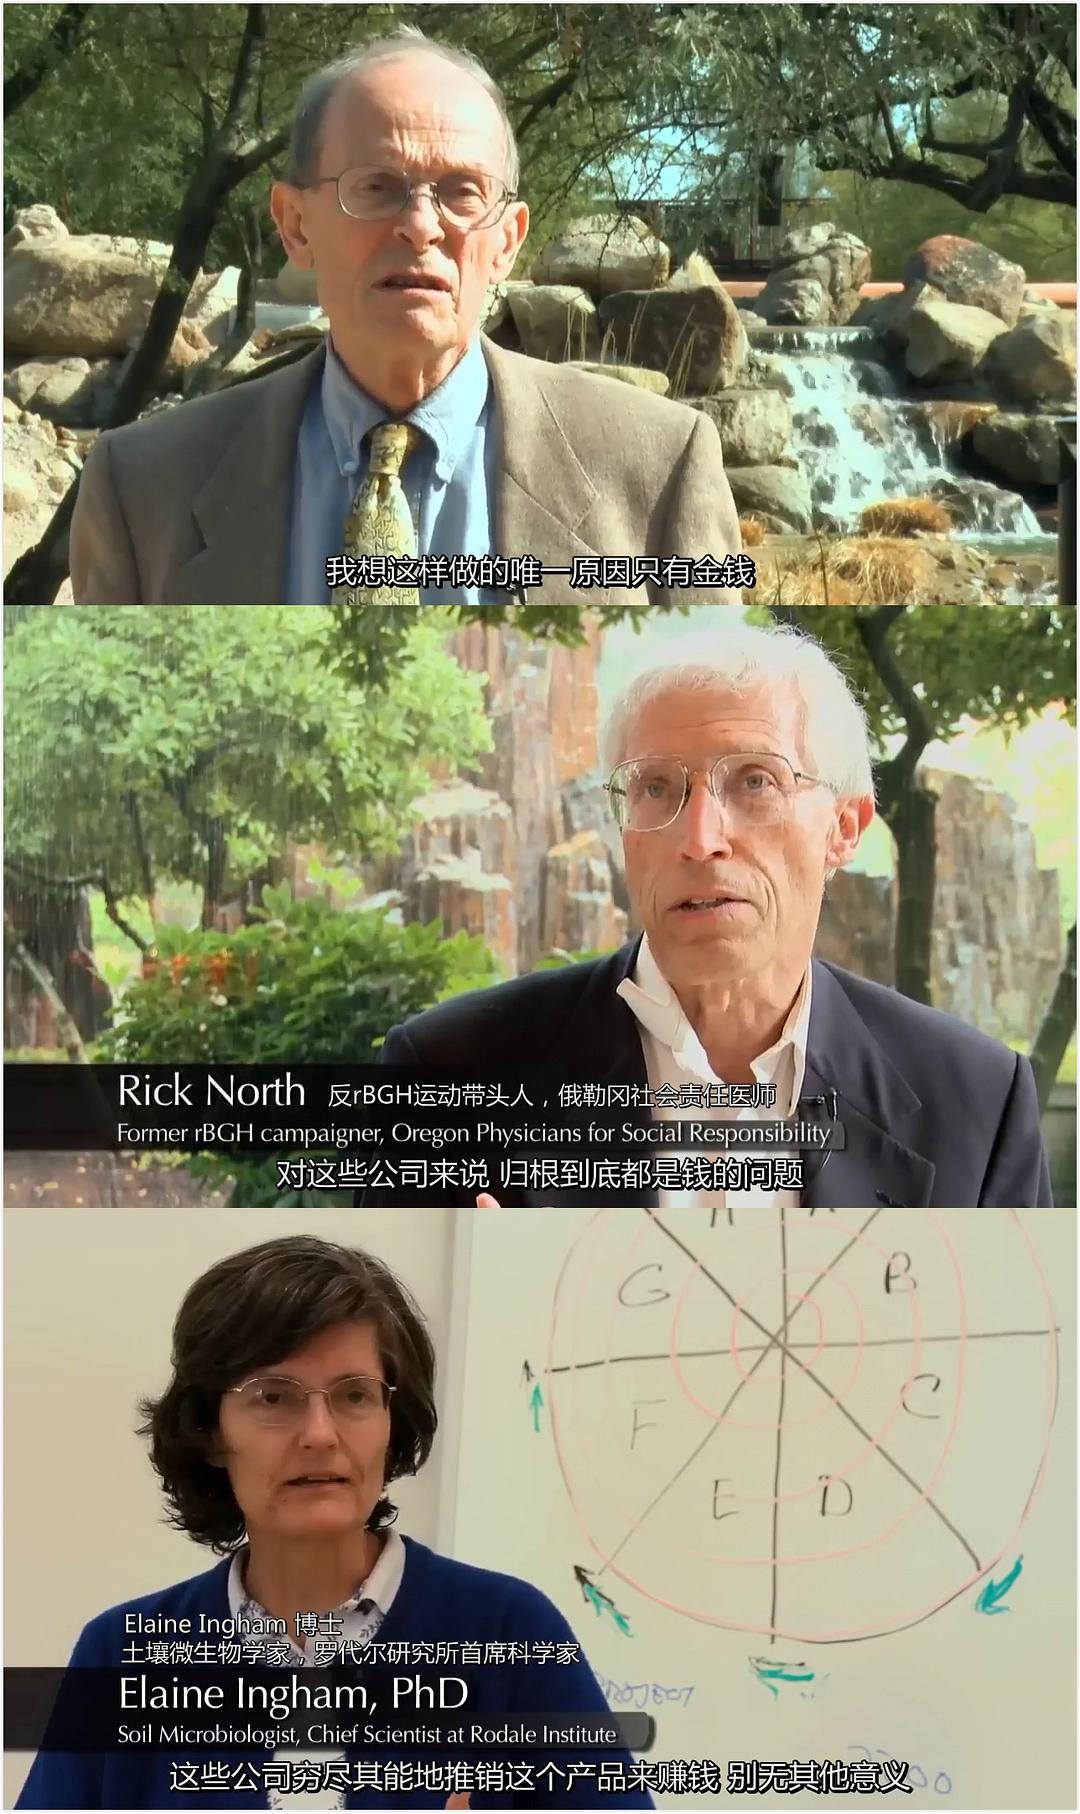 我想这样做的唯一原因只有金钱
Rick North 反rBGH运动带头人，俄勒冈社会责任医师
Former rBGH campaigner, Oregon Physicians for Social Responsibility
对这些公司来说 归根到底都是钱的问题
A A
G B
F C
E D
Elaine Ingham 博士
土壤微生物学家，罗代尔研究所首席科学家
Elaine Ingham, PhD
PROJECT
Soil Microbiologist, Chief Scientist at Rodale Institute
这些公司穷尽其能地推销这个产品来赚钱 别无其他意义